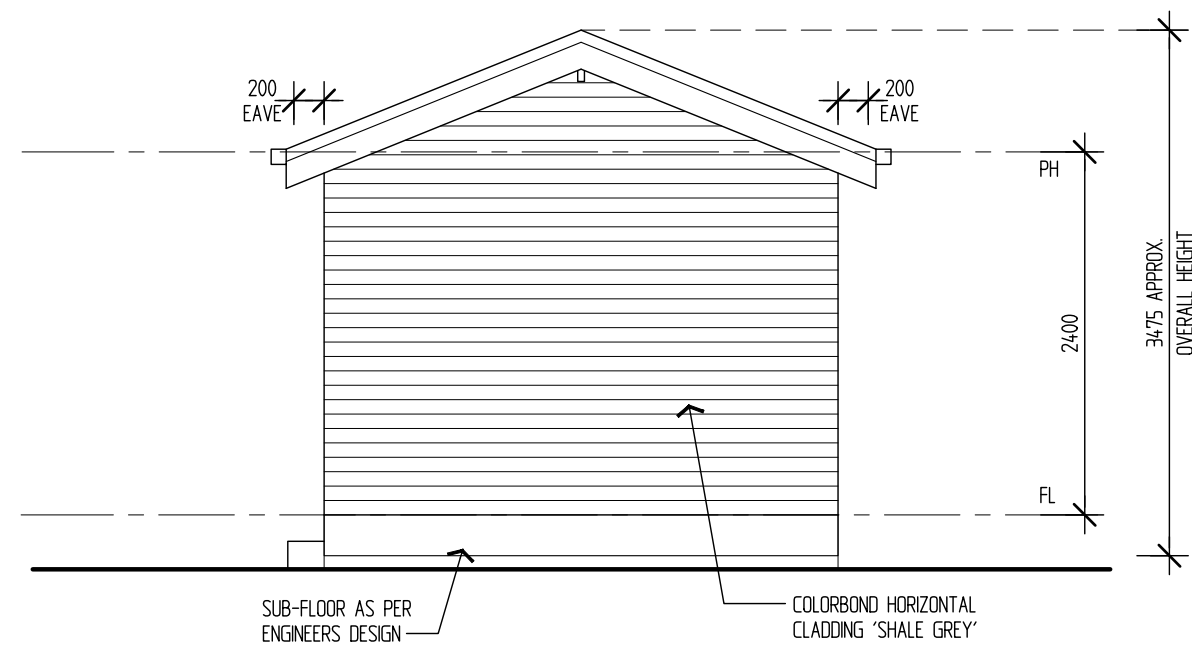 200
EAVE
200
EAVE
PH
2400
3475 APPROX.
OVERALL HEIGHT
FL
SUB-FLOOR AS PER
ENGINEERS DESIGN
COLORBOND HORIZONTAL
CLADDING 'SHALE GREY'